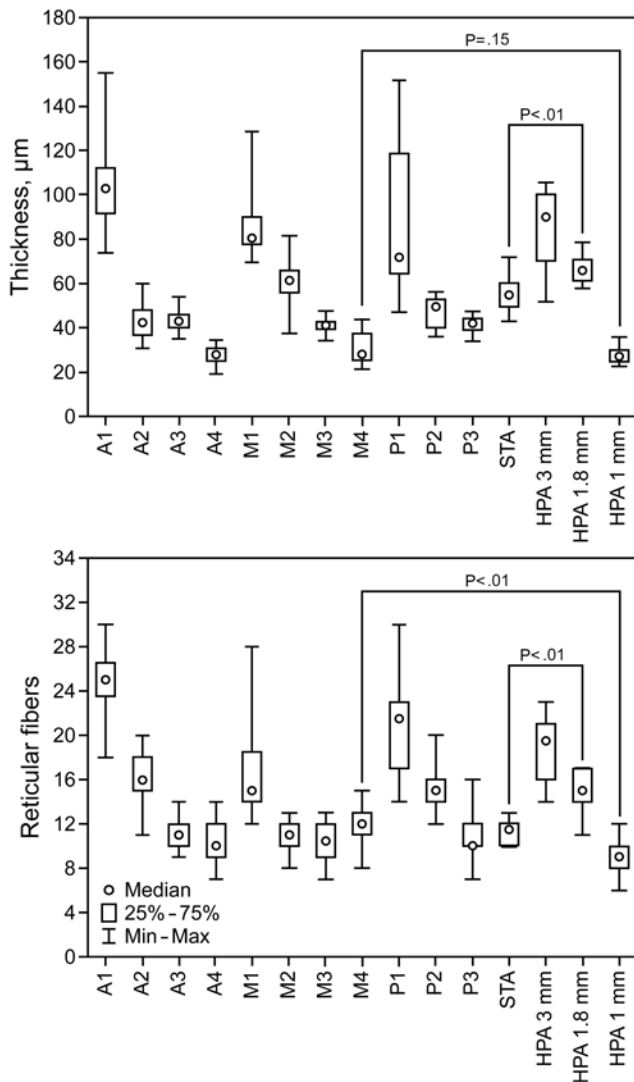 180
160
140
120
100
80
60
40
20
0
Thickness, µm
P=.15
P<.01
A1
A2
A3
A4
M1
M2
M3
M4
P1
P2
P3
STA
HPA 3 mm
HPA 1.8 mm
HPA 1 mm
34
32
28
24
20
16
12
8
4
0
Reticular fibers
P<.01
P<.01
Median
25%-75%
Min-Max
A1
A2
A3
A4
M1
M2
M3
M4
P1
P2
P3
STA
HPA 3 mm
HPA 1.8 mm
HPA 1 mm